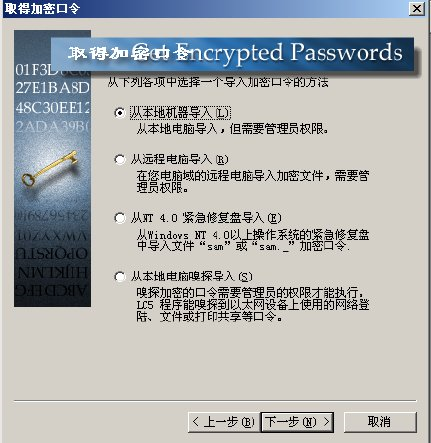 取得加密口令
取得加密口令
Get Encrypted Passwords
从下列各项中选择一个导入加密口令的方法
从本地机器导入(L)
从本地电脑导入，但需要管理员权限。
从远程电脑导入(R)
在您电脑域的远程电脑导入加密文件，需要管
理员权限。
从NT 4.0 紧急修复盘导入(E)
从Windows NT 4.0以上操作系统的紧急修复盘
中导入文件“sam”或“sam._”加密口令.
从本地电脑嗅探导入(S)
嗅探加密的口令需要管理员的权限才能执行。
LC5 程序能嗅探到以太网设备上使用的网络登
陆、文件或打印共享等口令。
01F3D
27E1BA8D
48C30EE12
2ADA39B0
< 上一步(B)
下一步(N) >
取消